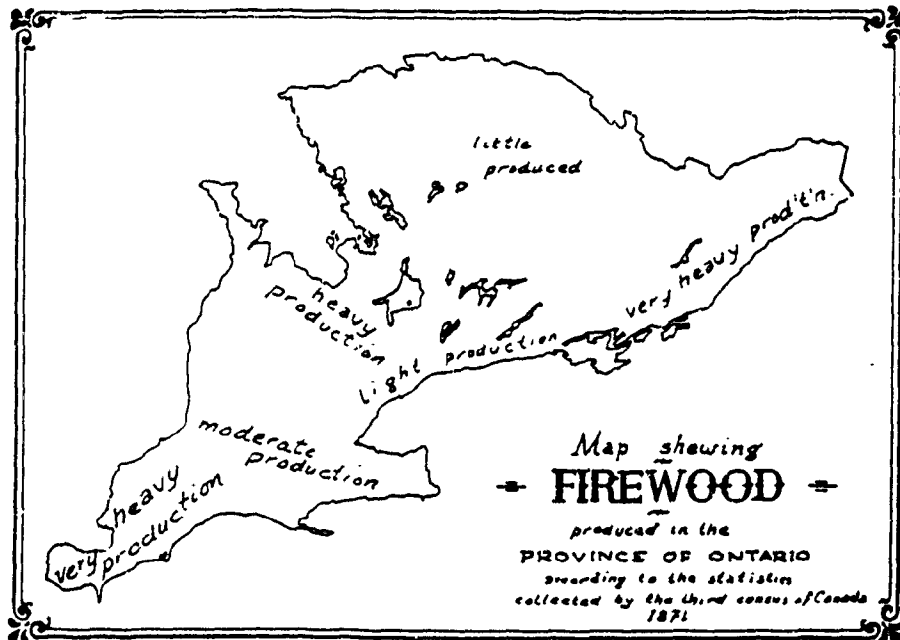 little
produced
very heavy prod't'n.
heavy
production
light production
moderate
production
very heavy
production
Map shewing
FIREWOOD
produced in the
PROVINCE OF ONTARIO
according to the statistics
collected by the third census of Canada
1871